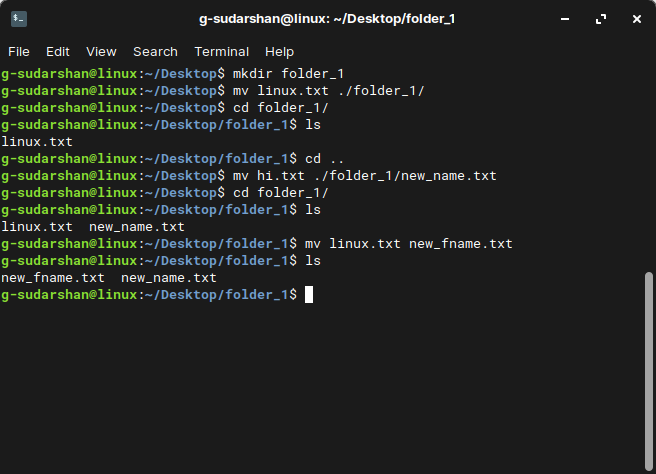 g-sudarshan@linux: ~/Desktop/folder_1
File Edit View Search Terminal Help
g-sudarshan@linux:~/Desktop$ mkdir folder_1
g-sudarshan@linux:~/Desktop$ mv linux.txt ./folder_1/
g-sudarshan@linux:~/Desktop$ cd folder_1/
g-sudarshan@linux:~/Desktop/folder_1$ ls
linux.txt
g-sudarshan@linux:~/Desktop/folder_1$ cd ..
g-sudarshan@linux:~/Desktop$ mv hi.txt ./folder_1/new_name.txt
g-sudarshan@linux:~/Desktop$ cd folder_1/
g-sudarshan@linux:~/Desktop/folder_1$ ls
linux.txt  new_name.txt
g-sudarshan@linux:~/Desktop/folder_1$ mv linux.txt new_fname.txt
g-sudarshan@linux:~/Desktop/folder_1$ ls
new_fname.txt  new_name.txt
g-sudarshan@linux:~/Desktop/folder_1$